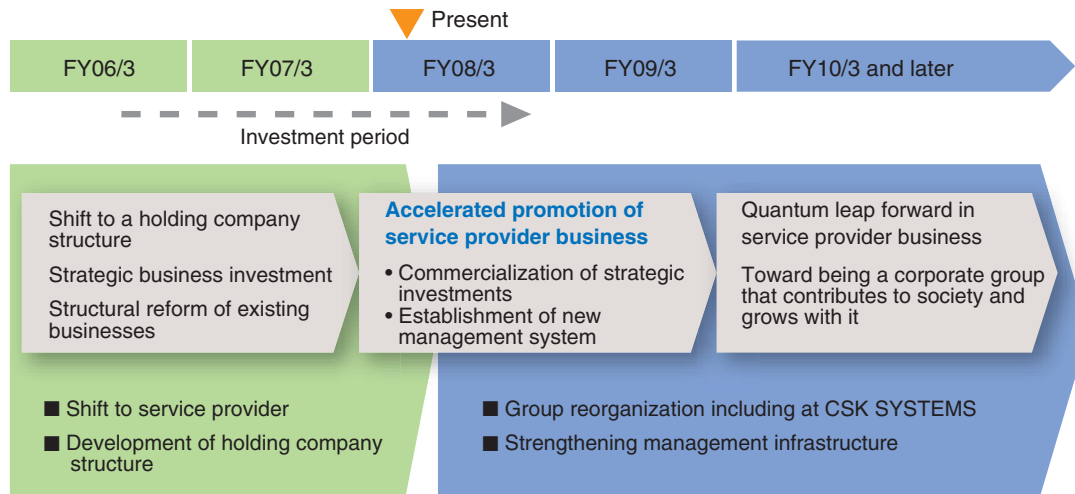 Present
FY06/3
FY07/3
FY08/3
FY09/3
FY10/3 and later
Investment period
Shift to a holding company
structure
Strategic business investment
Structural reform of existing
businesses
Accelerated promotion of
service provider business
• Commercialization of strategic
investments
• Establishment of new
management system
Quantum leap forward in
service provider business
Toward being a corporate group
that contributes to society and
grows with it
■ Shift to service provider
■ Development of holding company
structure
■ Group reorganization including at CSK SYSTEMS
■ Strengthening management infrastructure